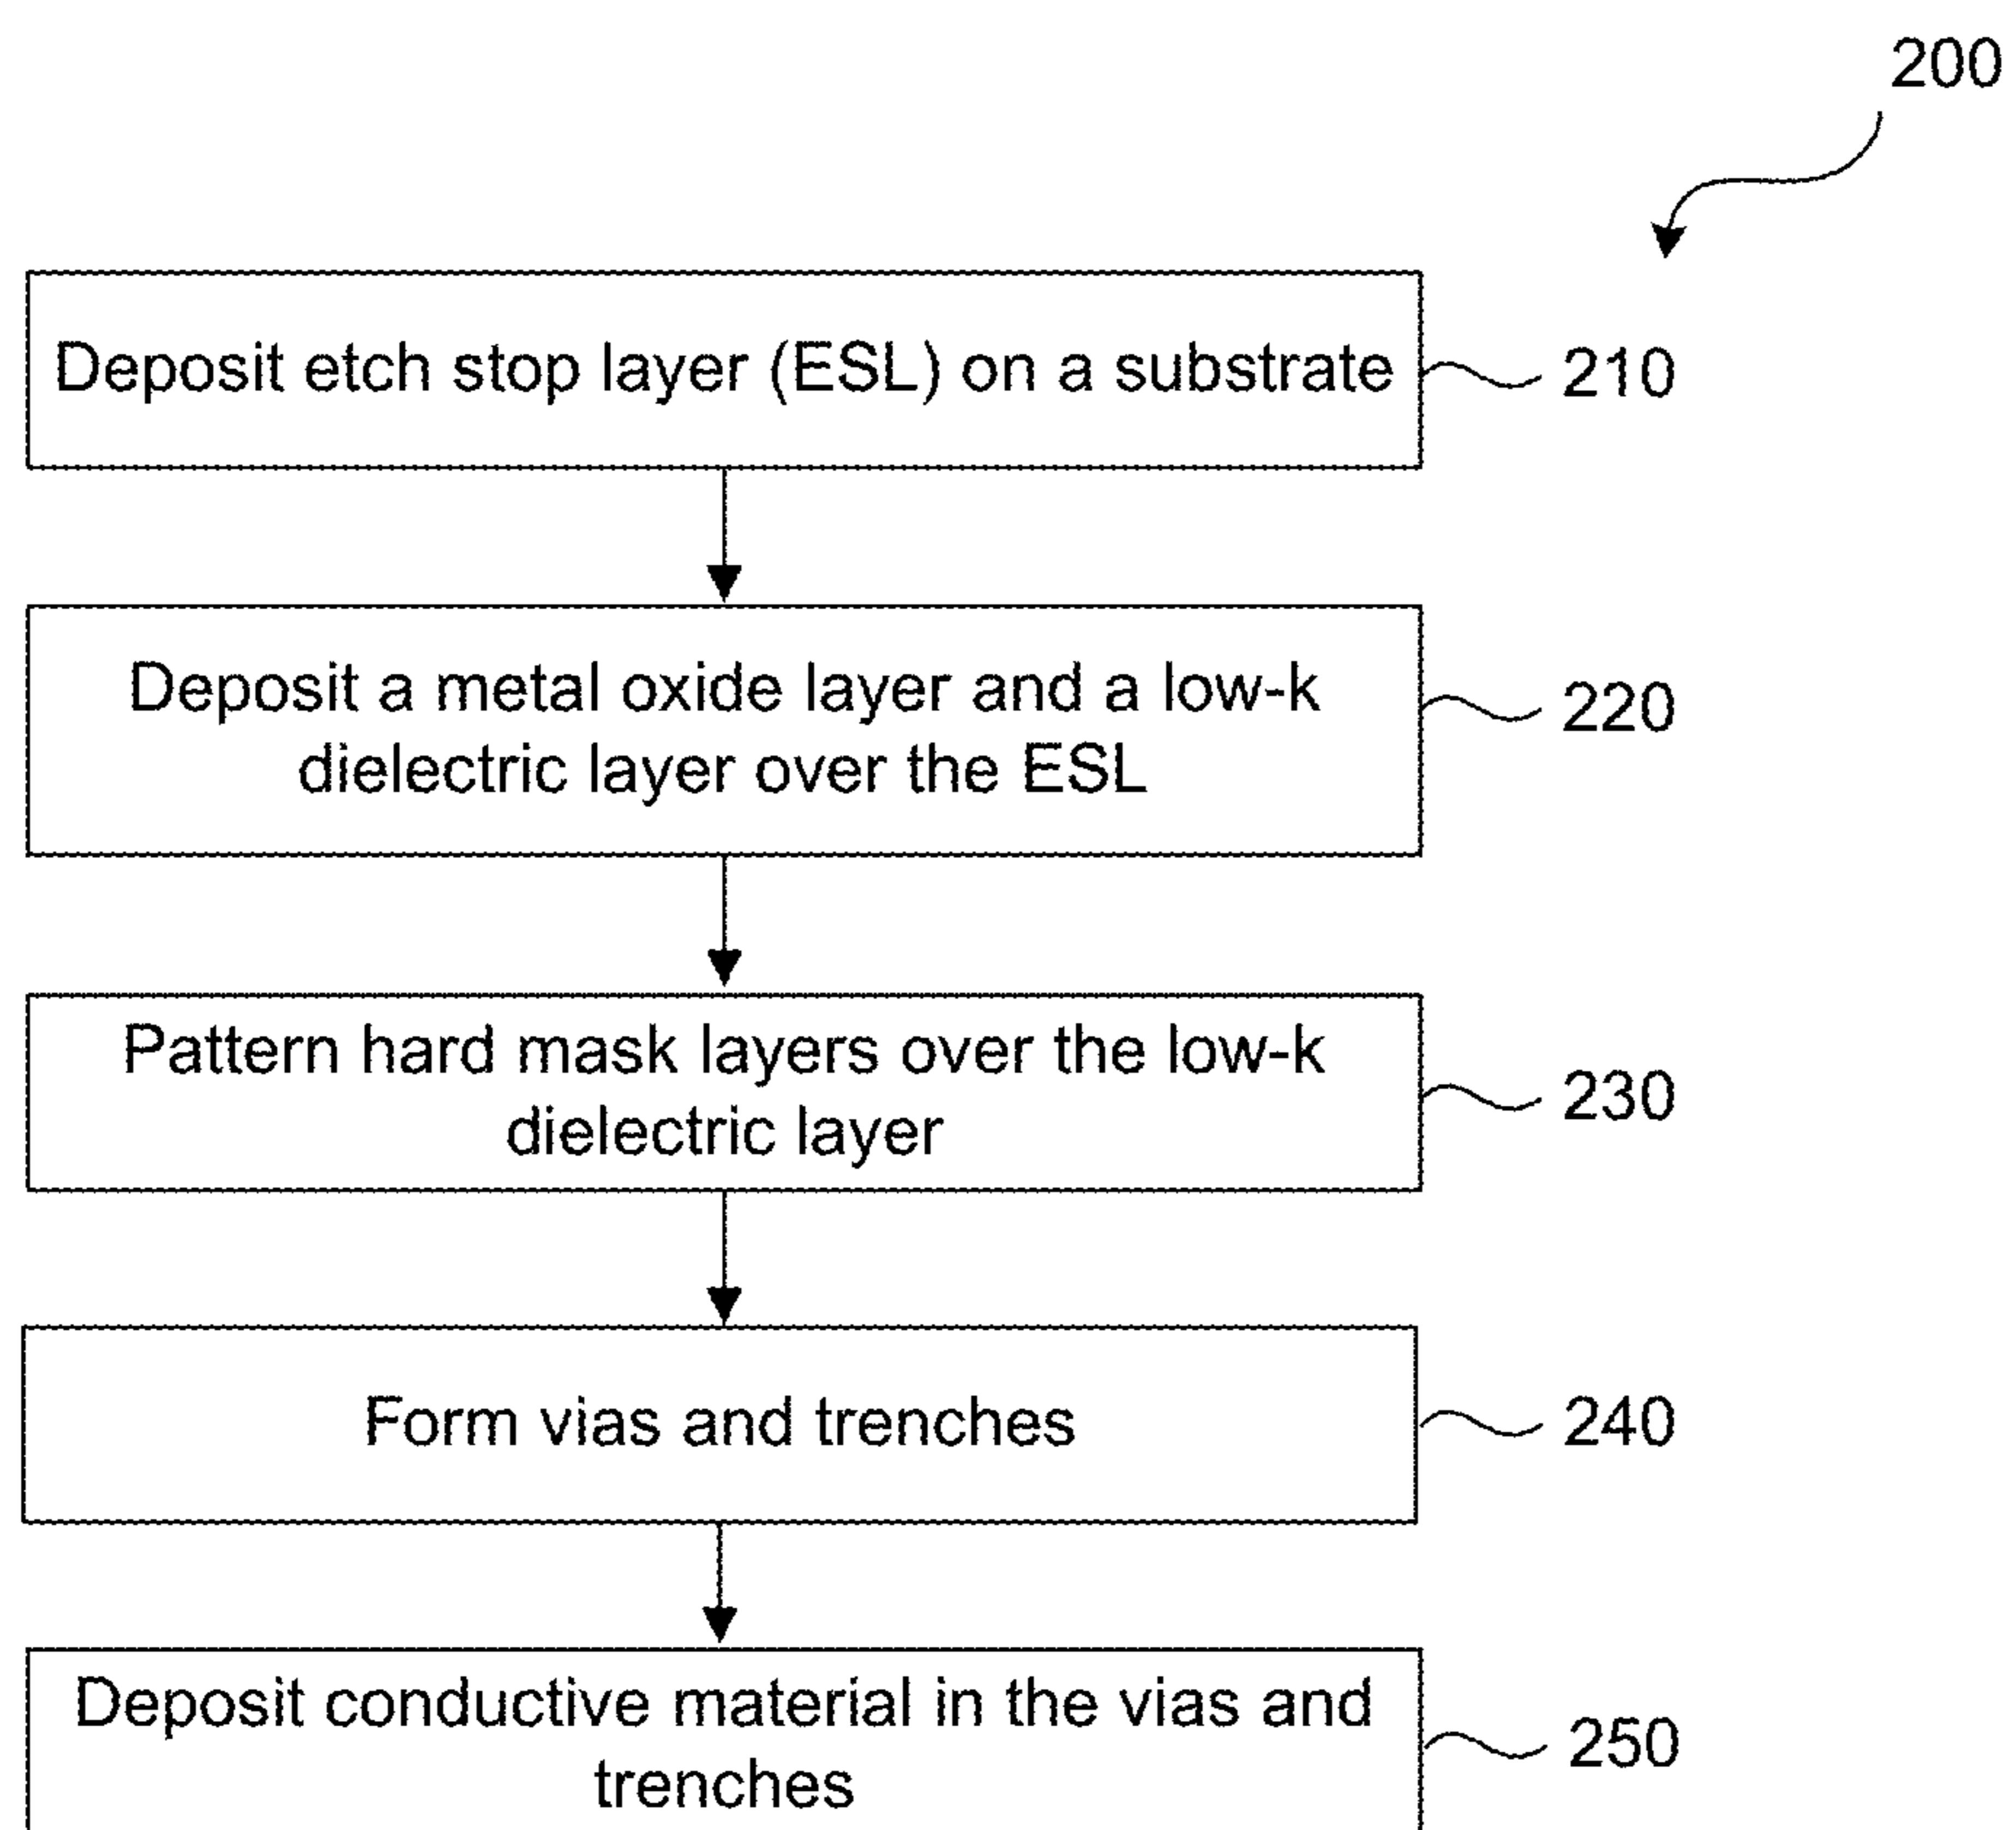 200
Deposit etch stop layer (ESL) on a substrate
210
Deposit a metal oxide layer and a low-k
dielectric layer over the ESL
220
Pattern hard mask layers over the low-k
dielectric layer
230
Form vias and trenches
240
Deposit conductive material in the vias and
trenches
250